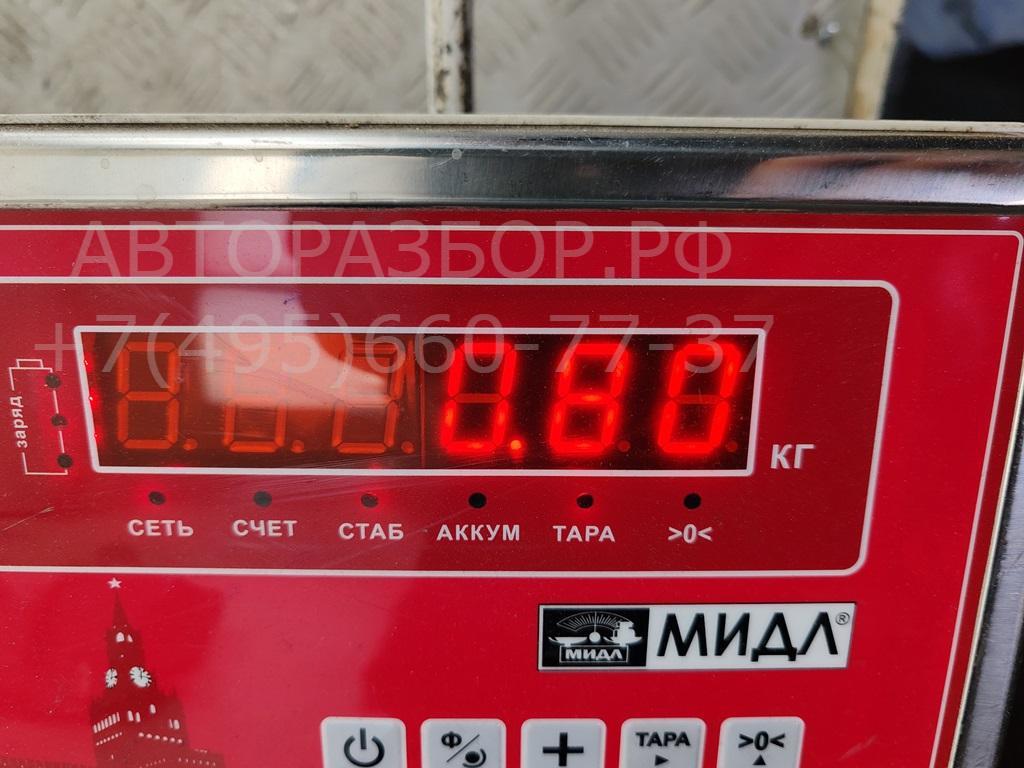 АВТОРАЗБОР.РФ
+7(495)660-77-37
заряд
0.80
КГ
СЕТЬ СЧЕТ СТАБ АККУМ ТАРА >0<
МИДЛ МИДЛ®
Ф + ТАРА >0<